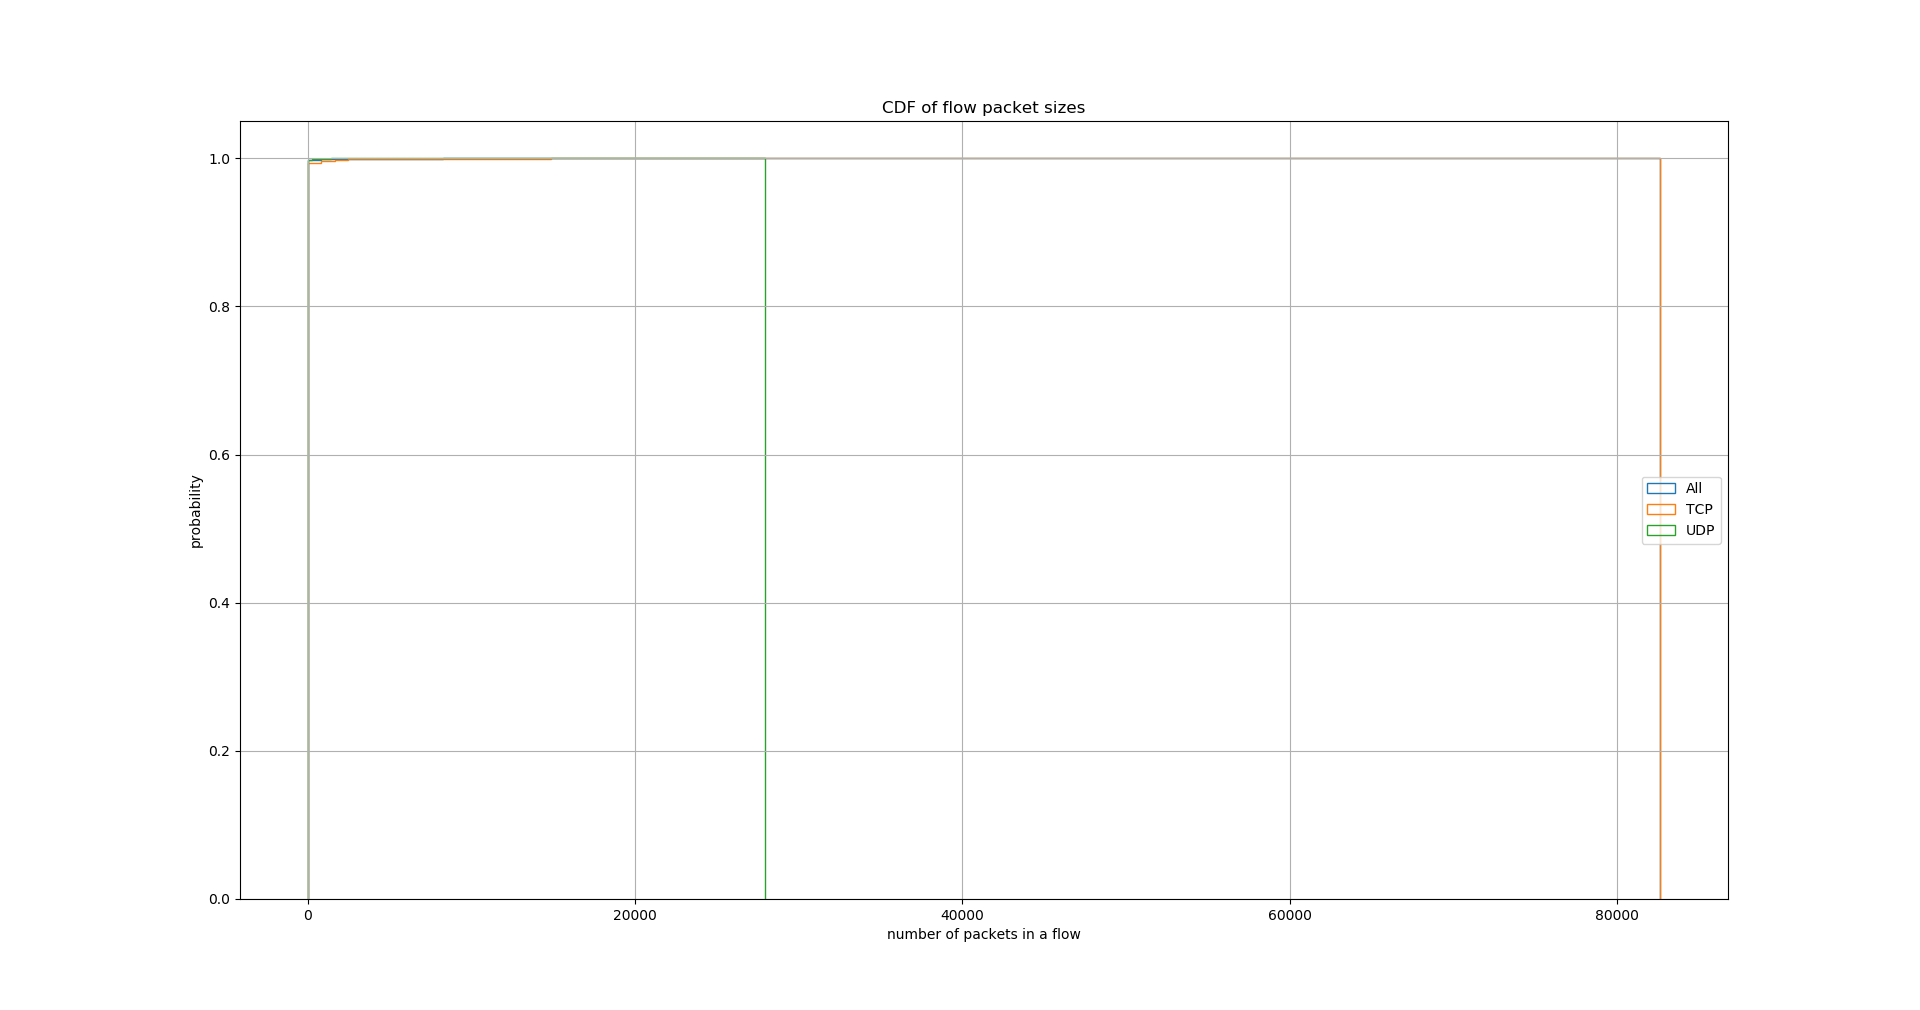 CDF of flow packet sizes
1.0
0.8
0.6
0.4
0.2
0.0
probability
All
TCP
UDP
0 20000 40000 60000 80000
number of packets in a flow